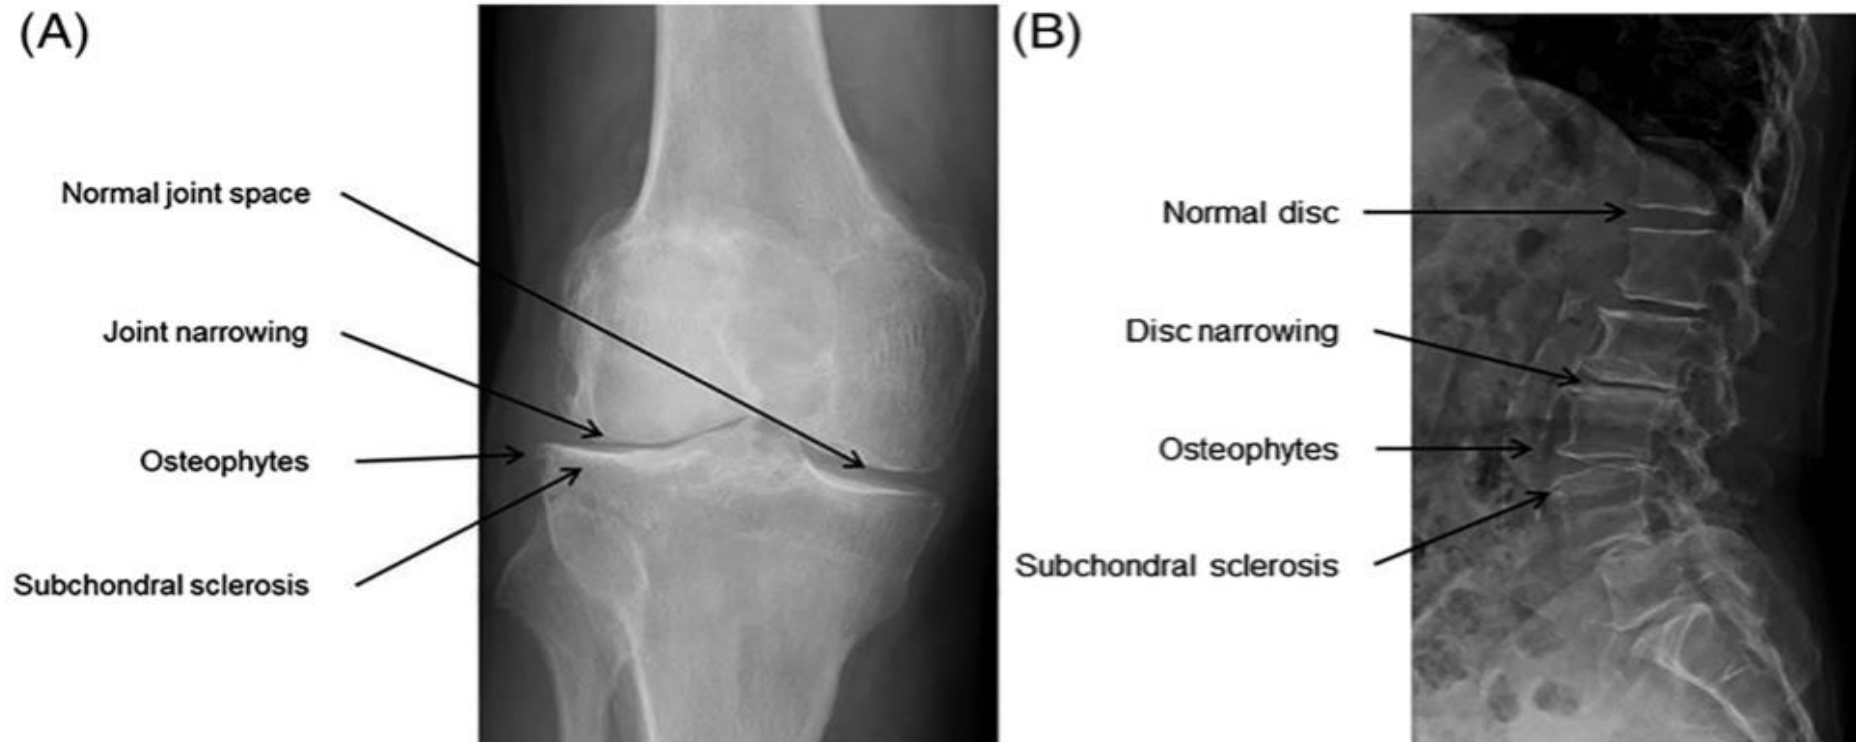 (A)
Normal joint space
Joint narrowing
Osteophytes
Subchondral sclerosis
(B)
Normal disc
Disc narrowing
Osteophytes
Subchondral sclerosis